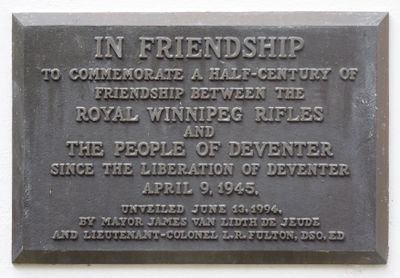 IN FRIENDSHIP
TO COMMEMORATE A HALF-CENTURY OF
FRIENDSHIP BETWEEN THE
ROYAL WINNIPEG RIFLES
AND
THE PEOPLE OF DEVENTER
SINCE THE LIBERATION OF DEVENTER
APRIL 9, 1945.
UNVEILED JUNE 13, 1994.
BY MAYOR JAMES VAN LIDTH DE JEUDE
AND LIEUTENANT-COLONEL L.R. FULTON, DSO, ED